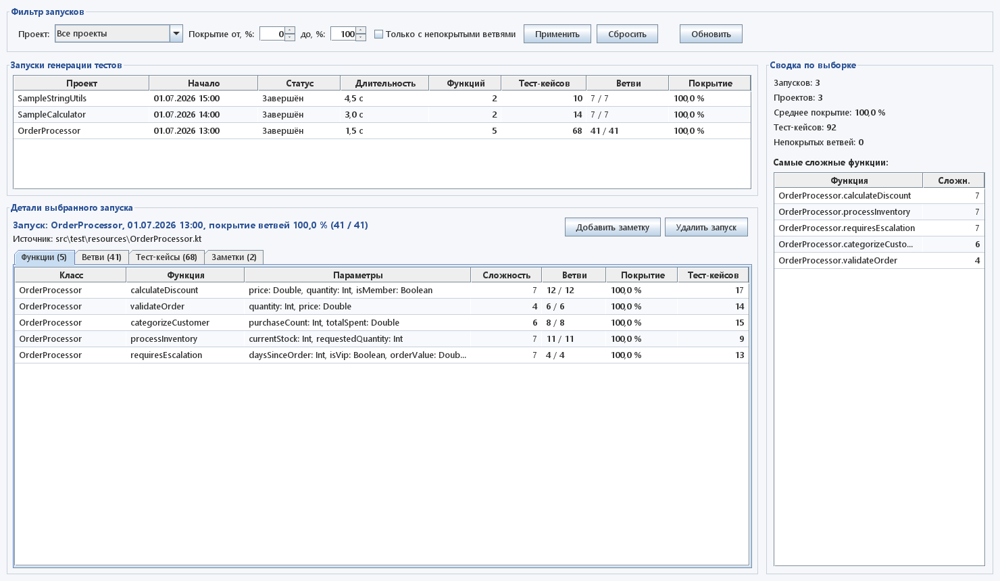 Фильтр запусков
Проект: Все проекты Покрытие от, %: 0 до, %: 100 Только с непокрытыми ветвями Применить Сбросить Обновить
Запуски генерации тестов
Проект Начало Статус Длительность Функций Тест-кейсов Ветви Покрытие
SampleStringUtils 01.07.2026 15:00 Завершён 4,5 с 2 10 7 / 7 100,0 %
SampleCalculator 01.07.2026 14:00 Завершён 3,0 с 2 14 7 / 7 100,0 %
OrderProcessor 01.07.2026 13:00 Завершён 1,5 с 5 68 41 / 41 100,0 %
Детали выбранного запуска
Запуск: OrderProcessor, 01.07.2026 13:00, покрытие ветвей 100,0 % (41 / 41)
Источник: src\test\resources\OrderProcessor.kt
Добавить заметку Удалить запуск
Функции (5) Ветви (41) Тест-кейсы (68) Заметки (2)
Класс Функция Параметры Сложность Ветви Покрытие Тест-кейсов
OrderProcessor calculateDiscount price: Double, quantity: Int, isMember: Boolean 7 12 / 12 100,0 % 17
OrderProcessor validateOrder quantity: Int, price: Double 4 6 / 6 100,0 % 14
OrderProcessor categorizeCustomer purchaseCount: Int, totalSpent: Double 6 8 / 8 100,0 % 15
OrderProcessor processInventory currentStock: Int, requestedQuantity: Int 7 11 / 11 100,0 % 9
OrderProcessor requiresEscalation daysSinceOrder: Int, isVip: Boolean, orderValue: Doub... 7 4 / 4 100,0 % 13
Сводка по выборке
Запусков: 3
Проектов: 3
Среднее покрытие: 100,0 %
Тест-кейсов: 92
Непокрытых ветвей: 0
Самые сложные функции:
Функция Сложн.
OrderProcessor.calculateDiscount 7
OrderProcessor.processInventory 7
OrderProcessor.requiresEscalation 7
OrderProcessor.categorizeCusto... 6
OrderProcessor.validateOrder 4